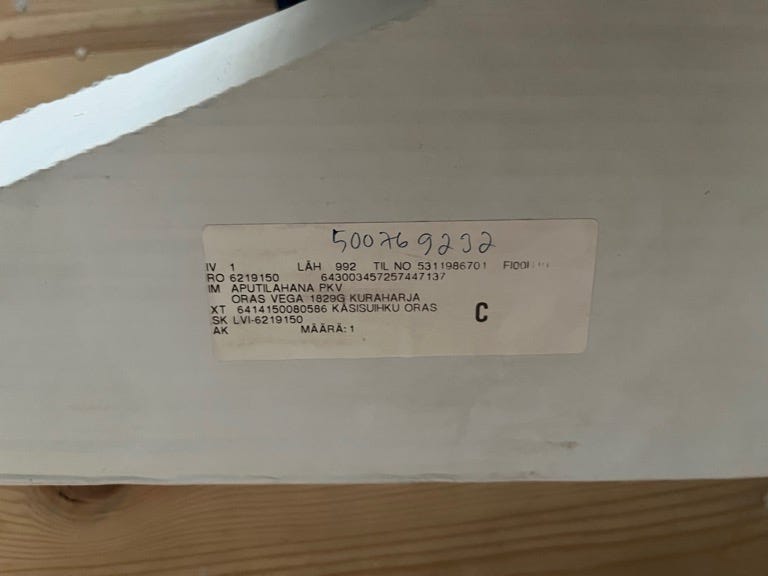 500769232
IV 1 LÄH 992 TIL NO 5311986701
RO 6219150 643003457257447137
IM APUTILAHANA PKV
ORAS VEGA 1829G KURAHARJA
XT 6414150080586 KÄSISUIHKU ORAS
SK LVI-6219150 C
AK MÄÄRÄ: 1